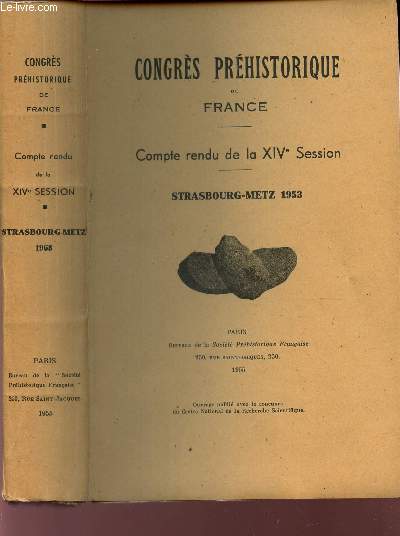 Le-livre.com
CONGRÈS
PRÉHISTORIQUE
DE
FRANCE
Compte rendu
de la
XIVe SESSION
STRASBOURG-METZ
1953
PARIS
Bureau de la "Société
Préhistorique Française"
250, RUE SAINT-JACQUES
1955
CONGRÈS PRÉHISTORIQUE
DE
FRANCE
Compte rendu de la XIVe Session
STRASBOURG-METZ 1953
PARIS
Bureaux de la Société Préhistorique Française
250, RUE SAINT-JACQUES, 250.
1955
Ouvrage publié avec le concours
du Centre National de la Recherche Scientifique.